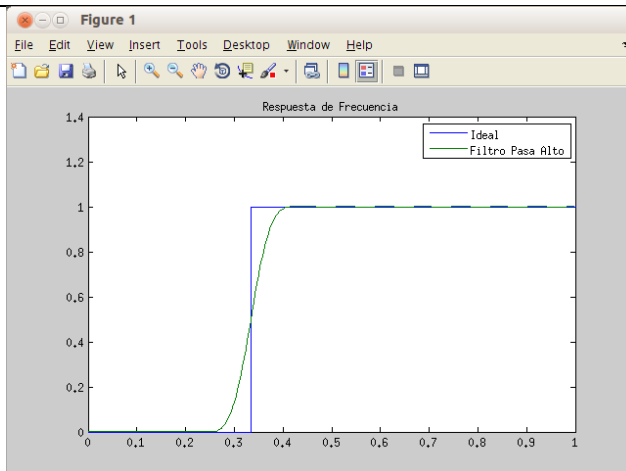 Figure 1
File Edit View Insert Tools Desktop Window Help
Respuesta de Frecuencia
Ideal
Filtro Pasa Alto
1.4
1.2
1
0.8
0.6
0.4
0.2
0
0 0.1 0.2 0.3 0.4 0.5 0.6 0.7 0.8 0.9 1